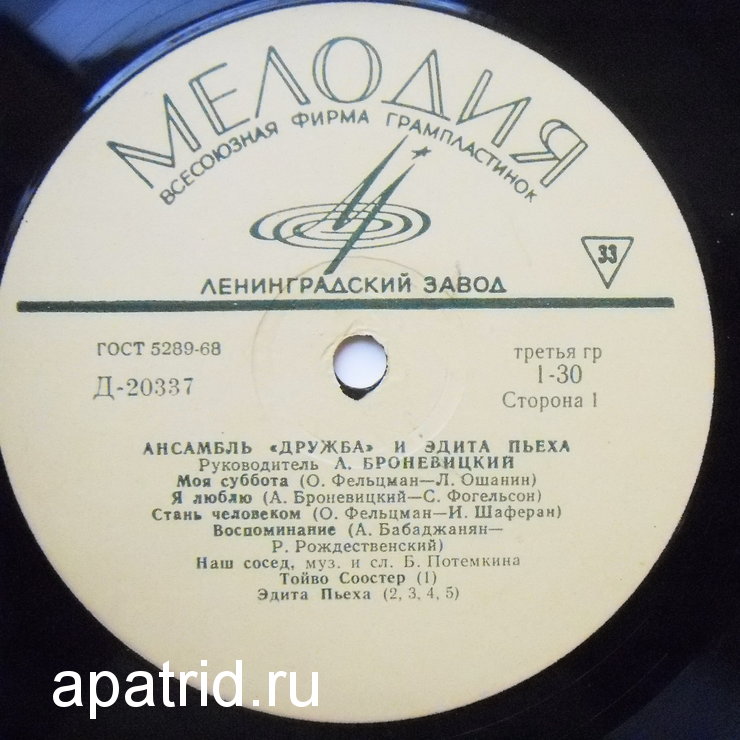 МЕЛОДИЯ
ВСЕСОЮЗНАЯ ФИРМА ГРАМПЛАСТИНОК
ЛЕНИНГРАДСКИЙ ЗАВОД
33
ГОСТ 5289-68
Д-20337
третья гр
1-30
Сторона 1
АНСАМБЛЬ «ДРУЖБА» И ЭДИТА ПЬЕХА
Руководитель А. БРОНЕВИЦКИЙ
Моя суббота (О. Фельцман—Л. Ошанин)
Я люблю (А. Броневицкий—С. Фогельсон)
Стань человеком (О. Фельцман—И. Шаферан)
Воспоминание (А. Бабаджанян—
Р. Рождественский)
Наш сосед, муз. и сл. Б. Потемкина
Тойво Соостер (1)
Эдита Пьеха (2, 3, 4, 5)
apatrid.ru